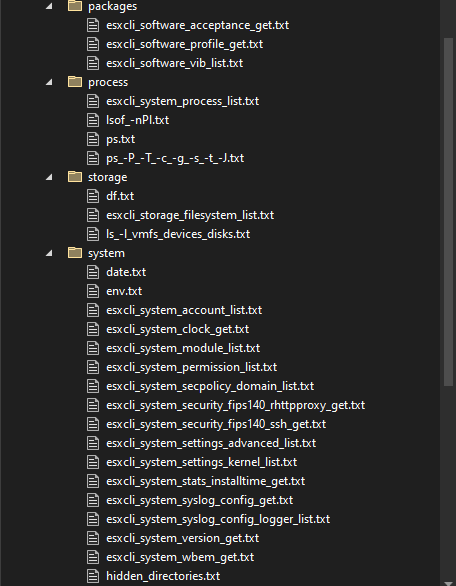 packages
esxcli_software_acceptance_get.txt
esxcli_software_profile_get.txt
esxcli_software_vib_list.txt
process
esxcli_system_process_list.txt
lsof_-nPl.txt
ps.txt
ps_-P_-T_-c_-g_-s_-t_-J.txt
storage
df.txt
esxcli_storage_filesystem_list.txt
ls_-l_vmfs_devices_disks.txt
system
date.txt
env.txt
esxcli_system_account_list.txt
esxcli_system_clock_get.txt
esxcli_system_module_list.txt
esxcli_system_permission_list.txt
esxcli_system_secpolicy_domain_list.txt
esxcli_system_security_fips140_rhttpproxy_get.txt
esxcli_system_security_fips140_ssh_get.txt
esxcli_system_settings_advanced_list.txt
esxcli_system_settings_kernel_list.txt
esxcli_system_stats_installtime_get.txt
esxcli_system_syslog_config_get.txt
esxcli_system_syslog_config_logger_list.txt
esxcli_system_version_get.txt
esxcli_system_wbem_get.txt
hidden_directories.txt